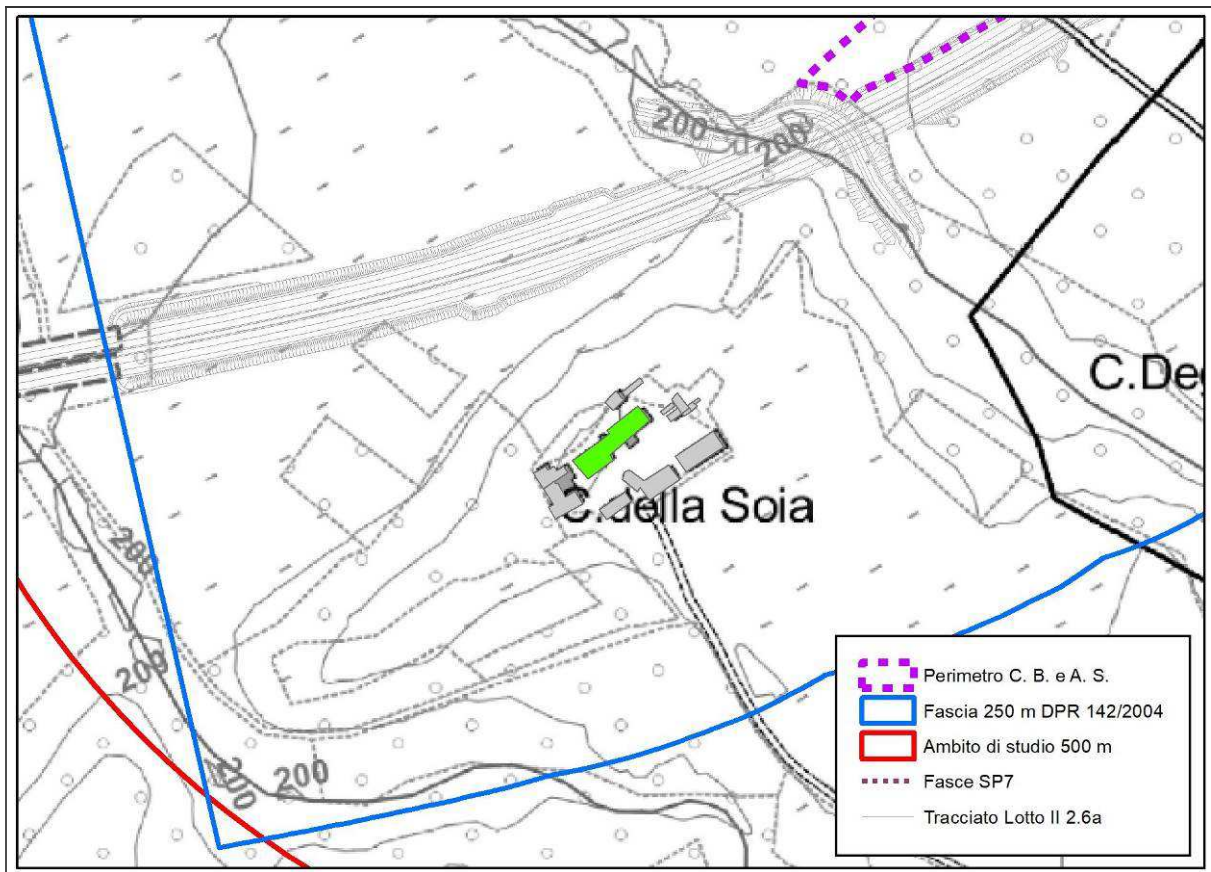 200
200
C.De
C.della Soia
200
200
200
200
Perimetro C. B. e A. S.
Fascia 250 m DPR 142/2004
Ambito di studio 500 m
Fasce SP7
Tracciato Lotto II 2.6a